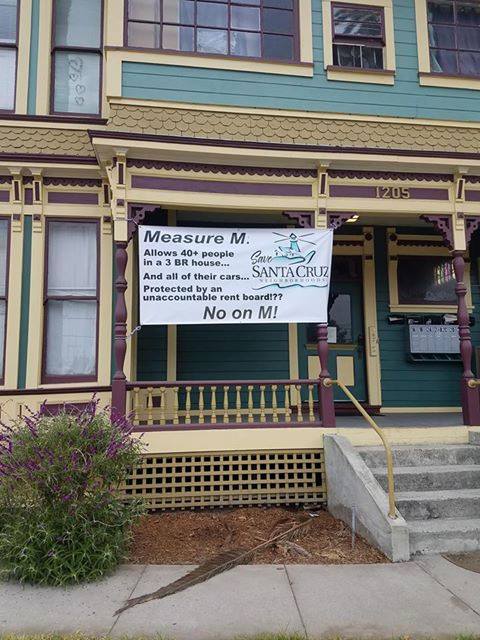 1205
Measure M.
Allows 40+ people
in a 3 BR house...
And all of their cars...
Protected by an
unaccountable rent board!??
No on M!
Save
SANTA CRUZ
NEIGHBORHOODS